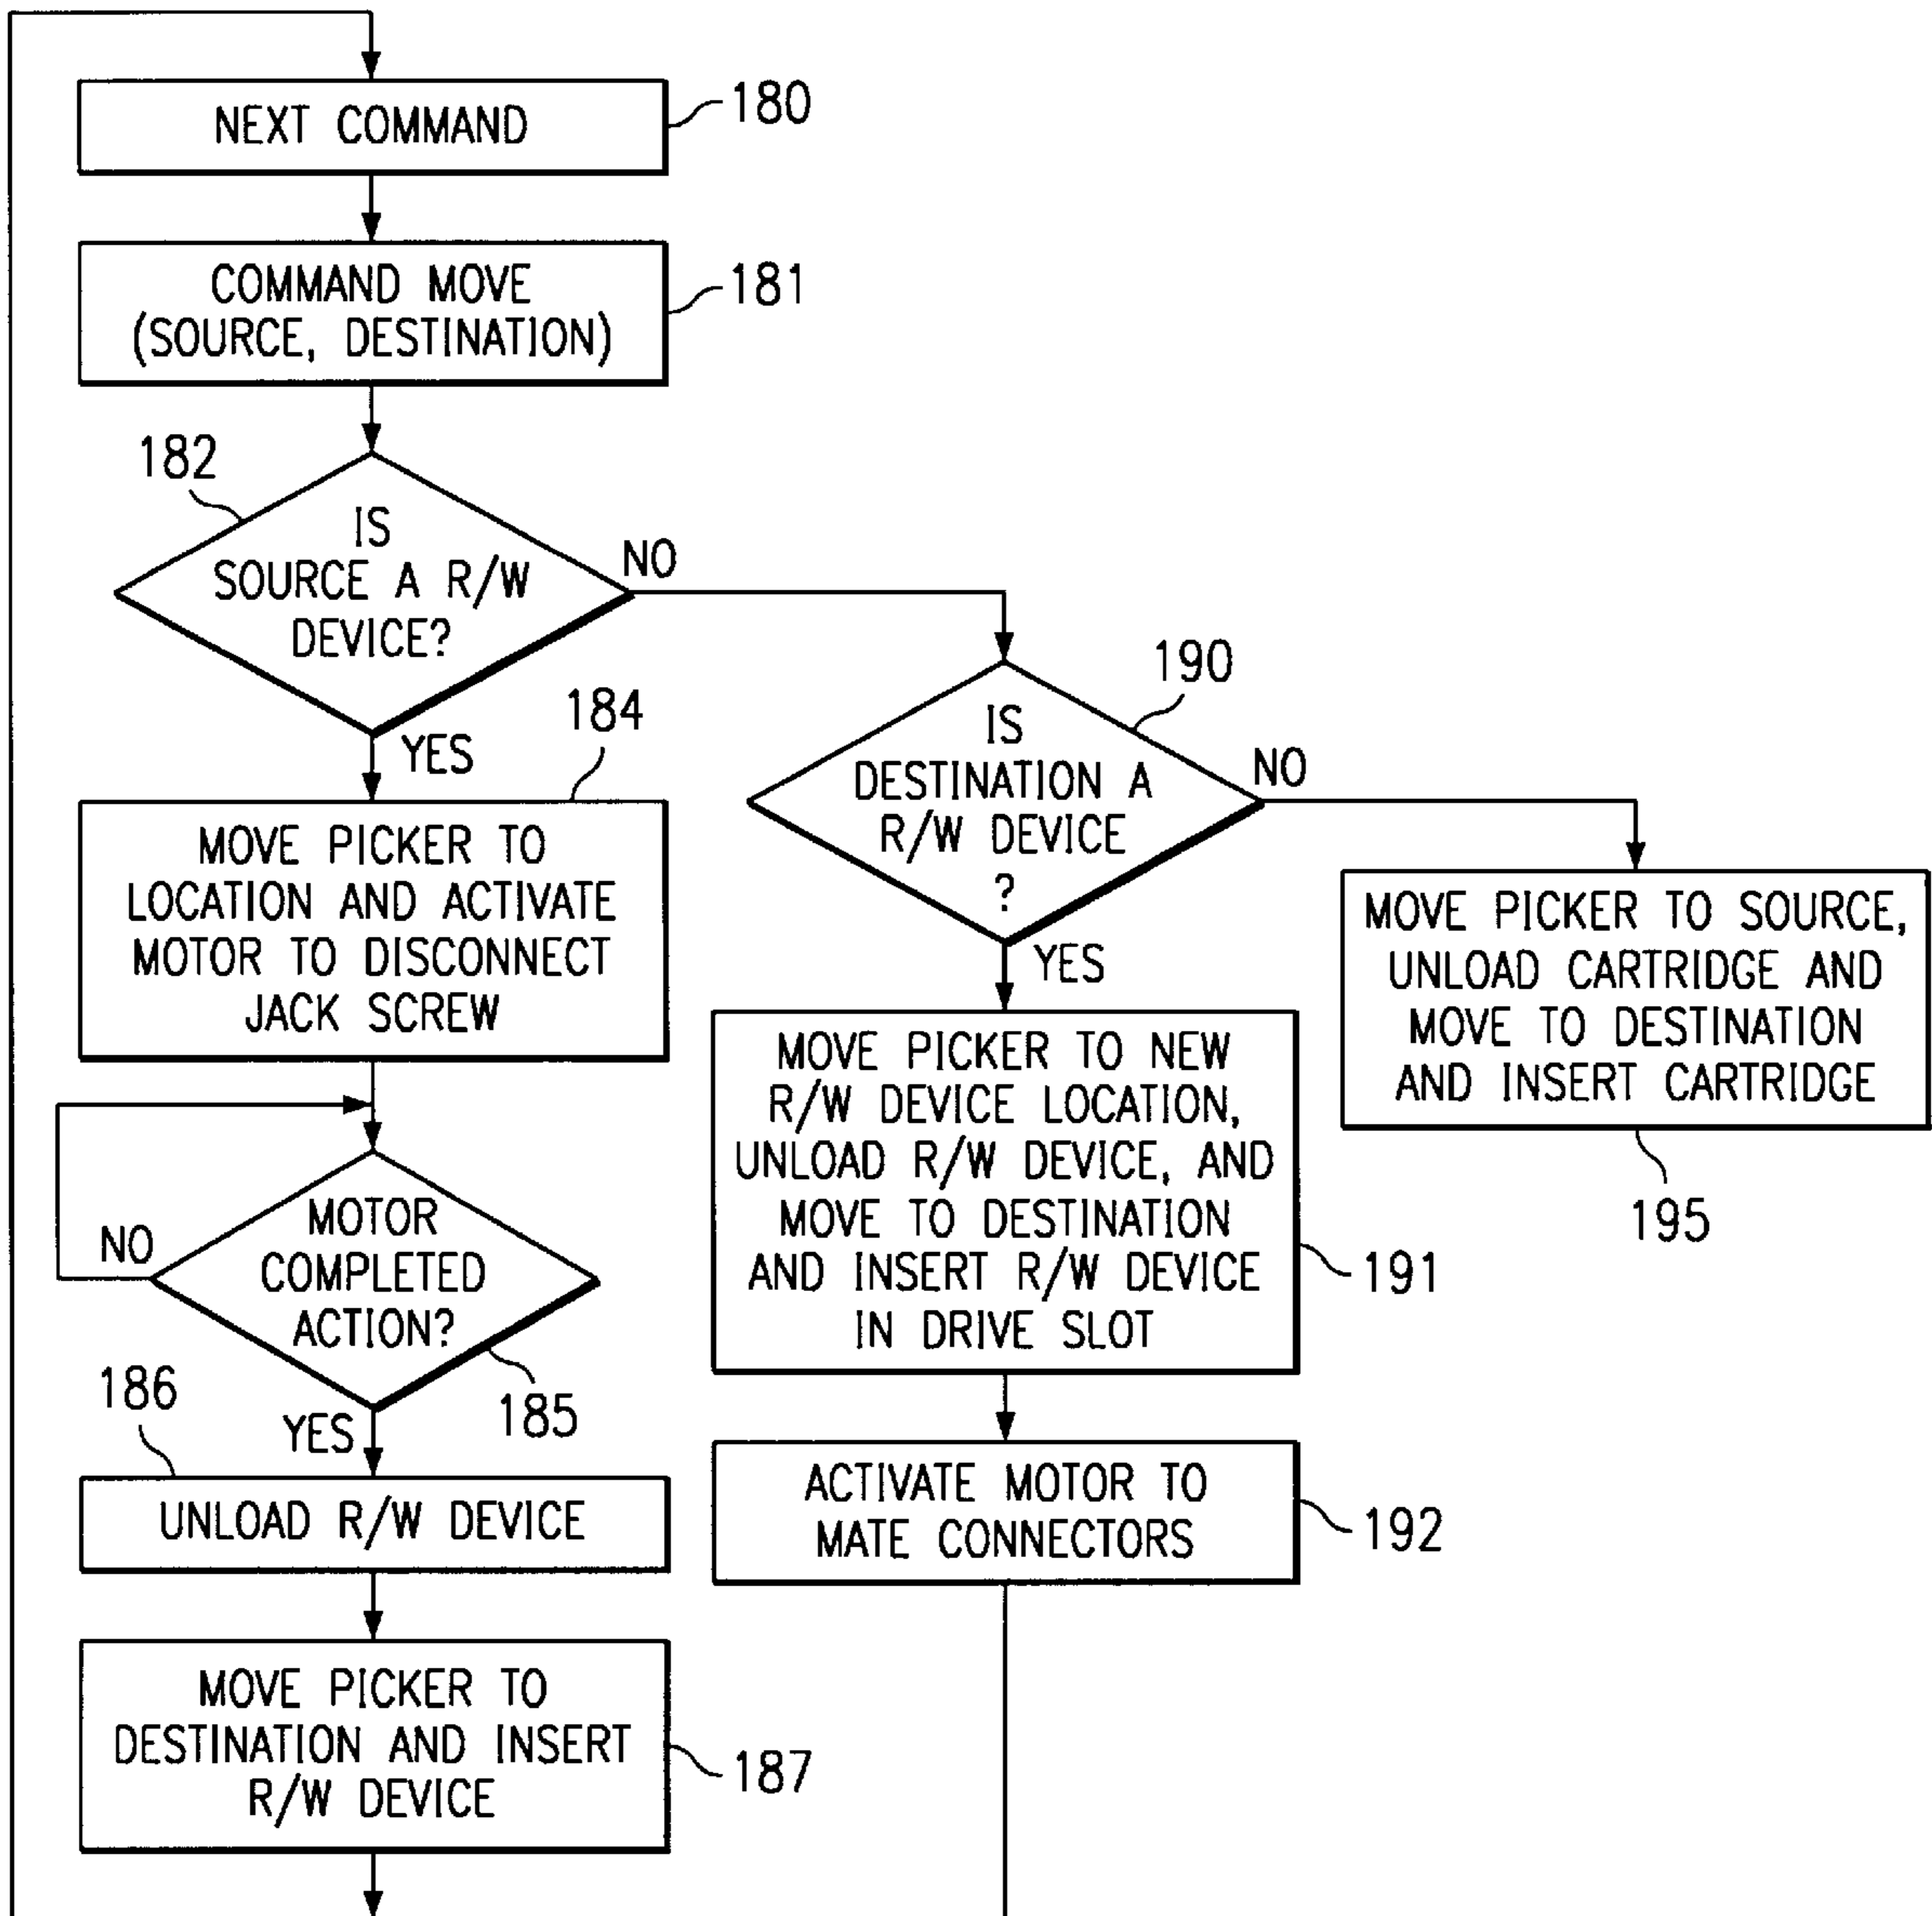 NEXT COMMAND
180
COMMAND MOVE
(SOURCE, DESTINATION)
181
182
IS
SOURCE A R/W
DEVICE?
NO
YES
184
MOVE PICKER TO
LOCATION AND ACTIVATE
MOTOR TO DISCONNECT
JACK SCREW
MOTOR
COMPLETED
ACTION?
NO
185
YES
186
UNLOAD R/W DEVICE
MOVE PICKER TO
DESTINATION AND INSERT
R/W DEVICE
187
190
IS
DESTINATION A
R/W DEVICE
?
NO
YES
MOVE PICKER TO NEW
R/W DEVICE LOCATION,
UNLOAD R/W DEVICE, AND
MOVE TO DESTINATION
AND INSERT R/W DEVICE
IN DRIVE SLOT
191
ACTIVATE MOTOR TO
MATE CONNECTORS
192
MOVE PICKER TO SOURCE,
UNLOAD CARTRIDGE AND
MOVE TO DESTINATION
AND INSERT CARTRIDGE
195